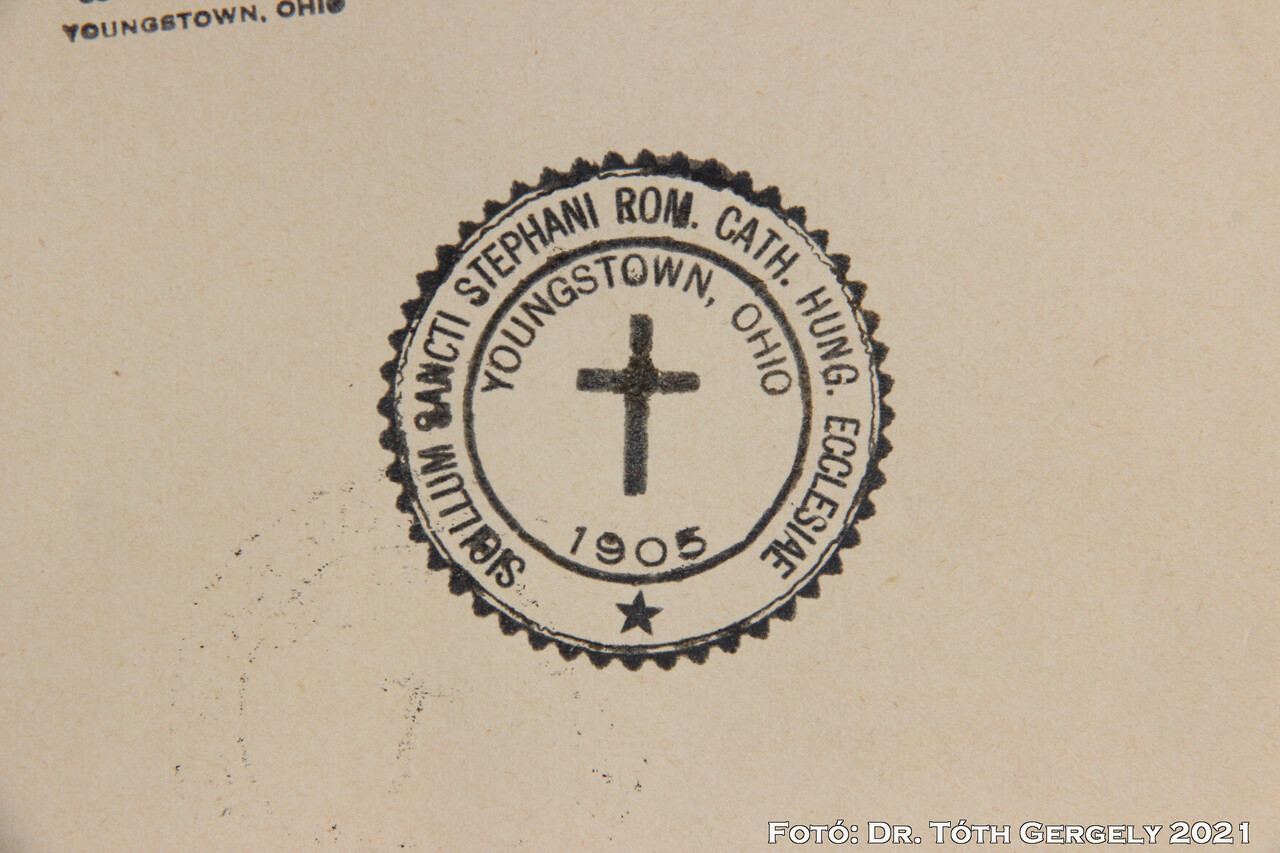 YOUNGSTOWN, OHIO
SIGILLUM SANCTI STEPHANI ROM. CATH. HUNG. ECCLESIAE
YOUNGSTOWN, OHIO
1905
Fotó: Dr. Tóth Gergely 2021